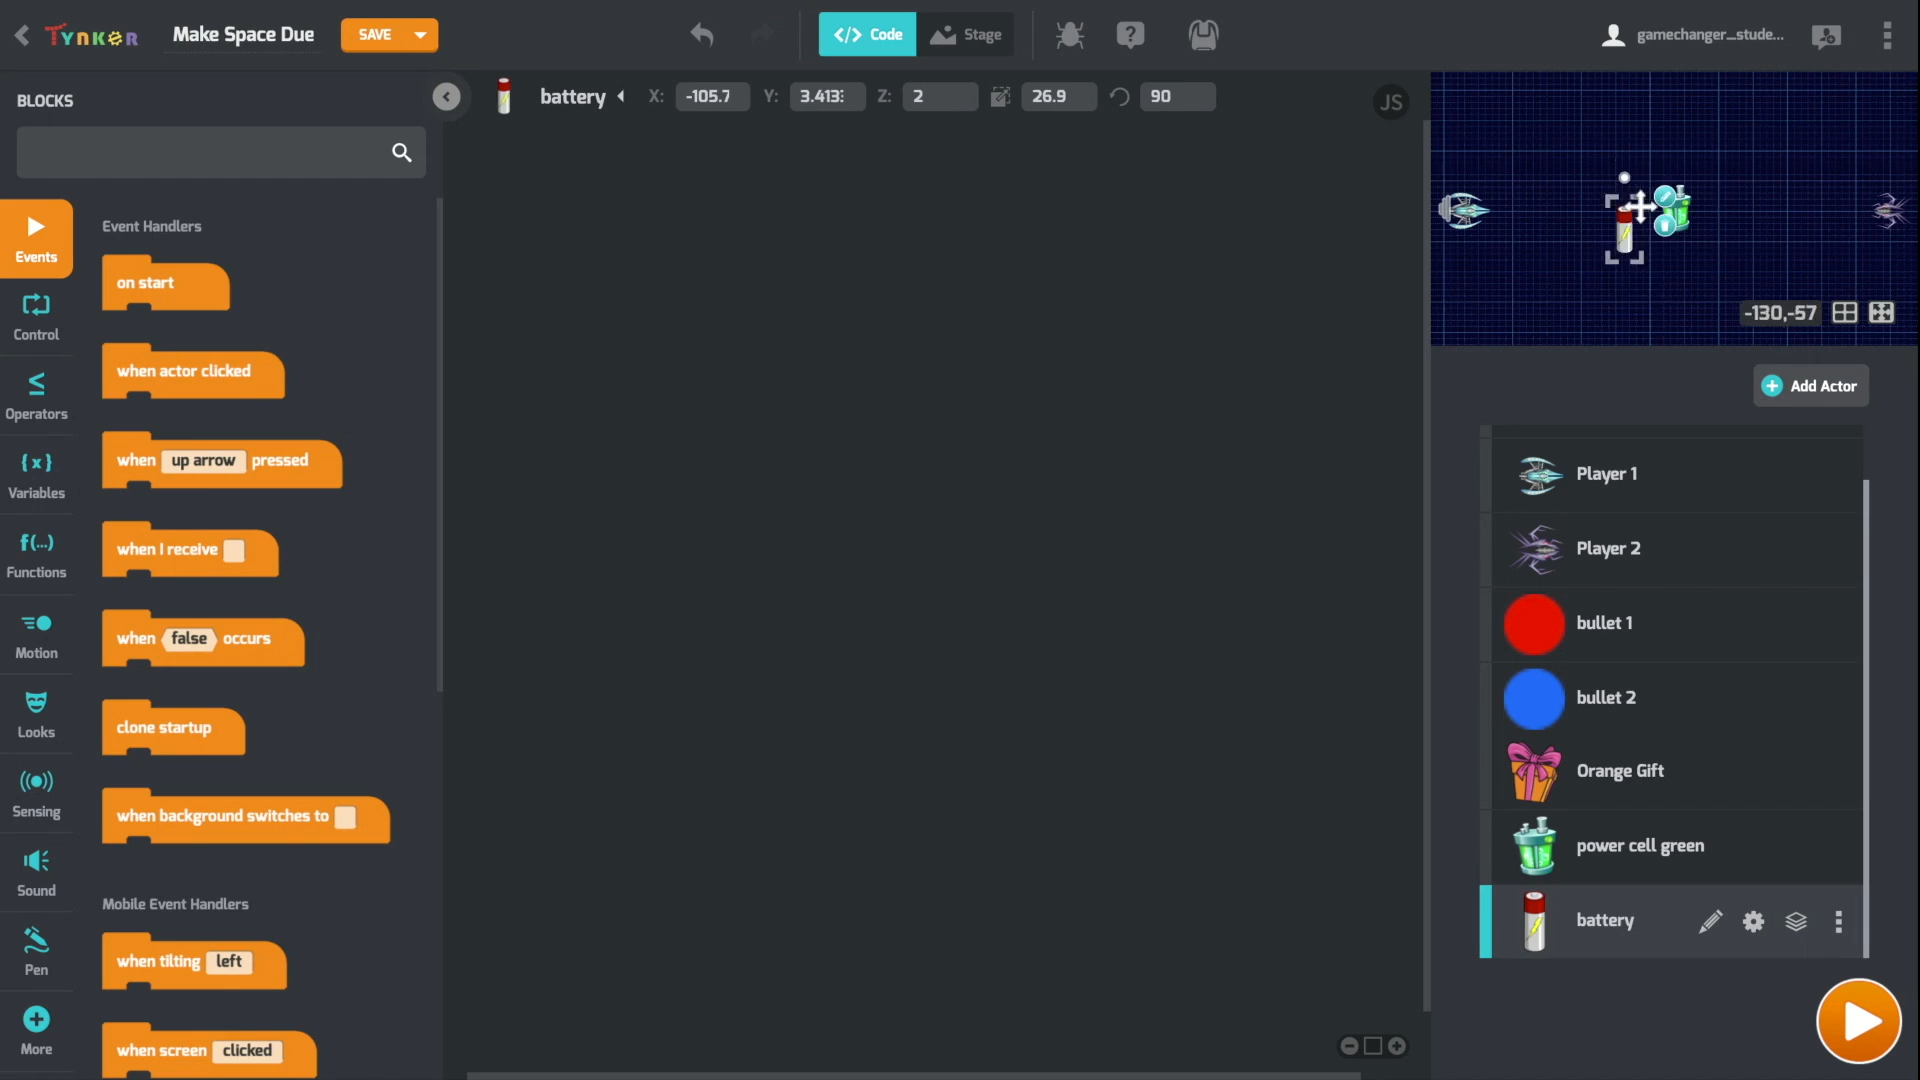 TYNKER
Make Space Due
SAVE
</> Code
Stage
gamechanger_stude...
BLOCKS
battery
X: -105.7
Y: 3.413
Z: 2
26.9
90
JS
Events
Control
Operators
{x}
Variables
f(...)
Functions
Motion
Looks
Sensing
Sound
Pen
More
Event Handlers
on start
when actor clicked
when up arrow pressed
when I receive
when false occurs
clone startup
when background switches to
Mobile Event Handlers
when tilting left
when screen clicked
-130,-57
Add Actor
Player 1
Player 2
bullet 1
bullet 2
Orange Gift
power cell green
battery